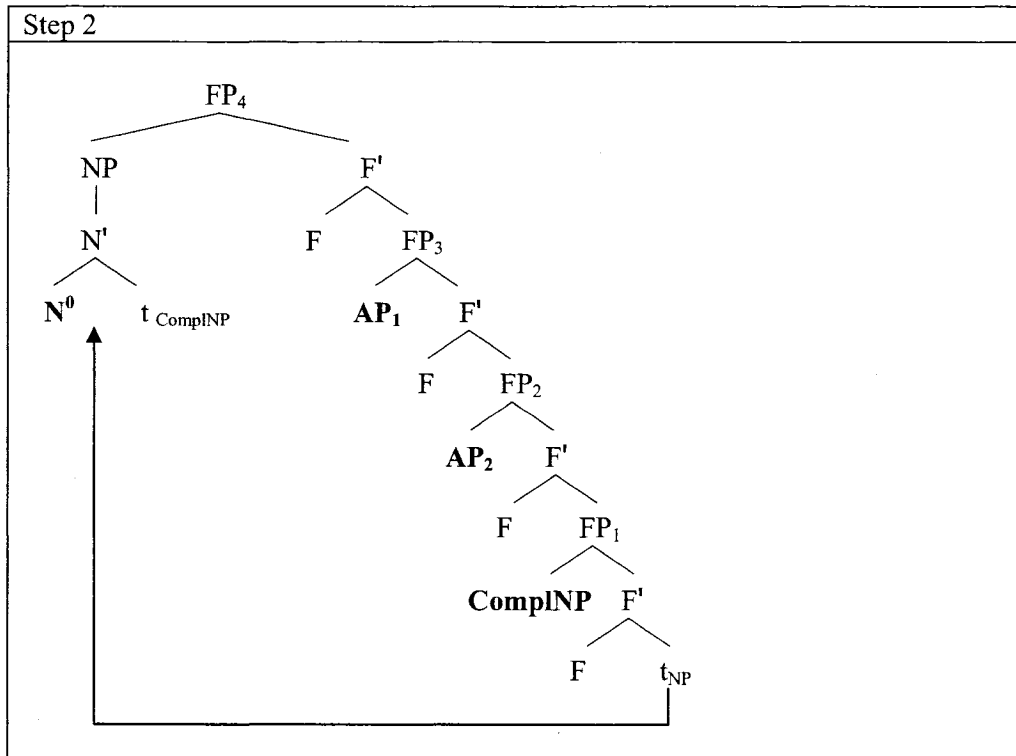 Step 2
FP₄
NP F'
N' F FP₃
N⁰ t ComplNP AP₁ F'
F FP₂
AP₂ F'
F FP₁
ComplNP F'
F tNP